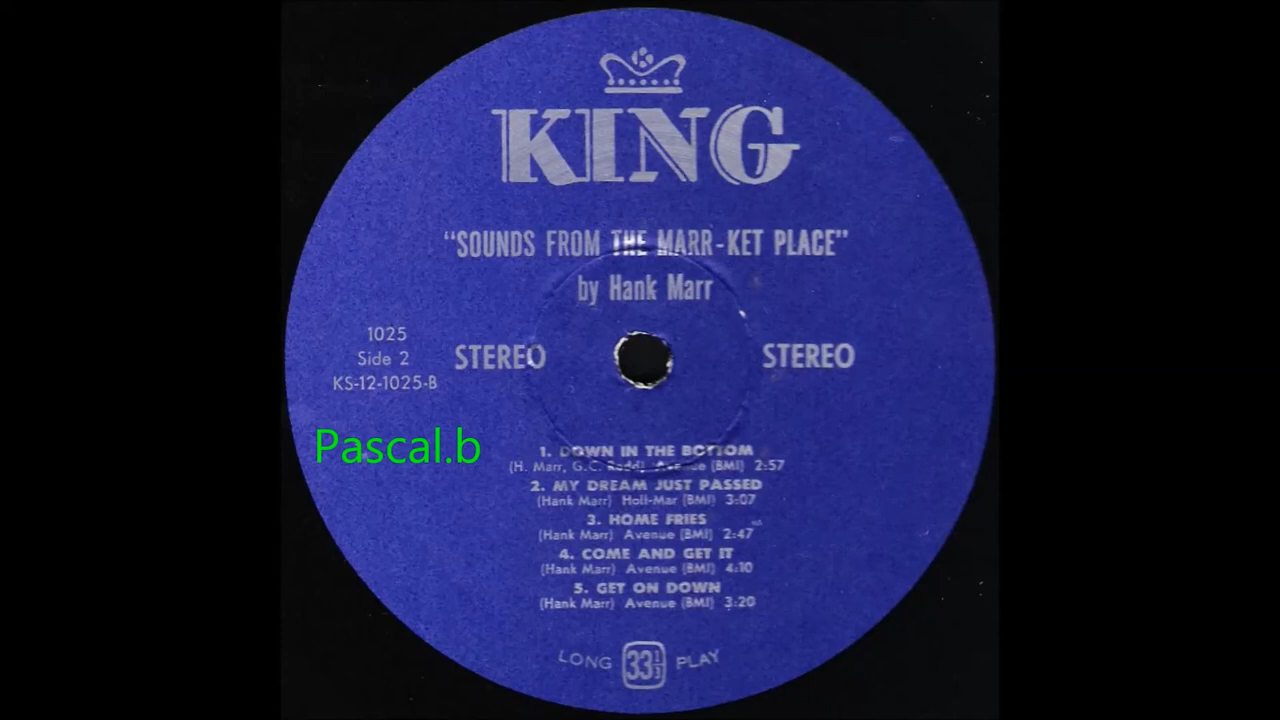 K
KING
"SOUNDS FROM THE MARR-KET PLACE"
by Hank Marr
1025
Side 2
KS-12-1025-B
STEREO
STEREO
Pascal.b
1. DOWN IN THE BOTTOM
(H. Marr, G.C. Redd) Avenue (BMI) 2:57
2. MY DREAM JUST PASSED
(Hank Marr) Holl-Mar (BMI) 3:07
3. HOME FRIES
(Hank Marr) Avenue (BMI) 2:47
4. COME AND GET IT
(Hank Marr) Avenue (BMI) 4:10
5. GET ON DOWN
(Hank Marr) Avenue (BMI) 3:20
LONG 33 1/3 PLAY